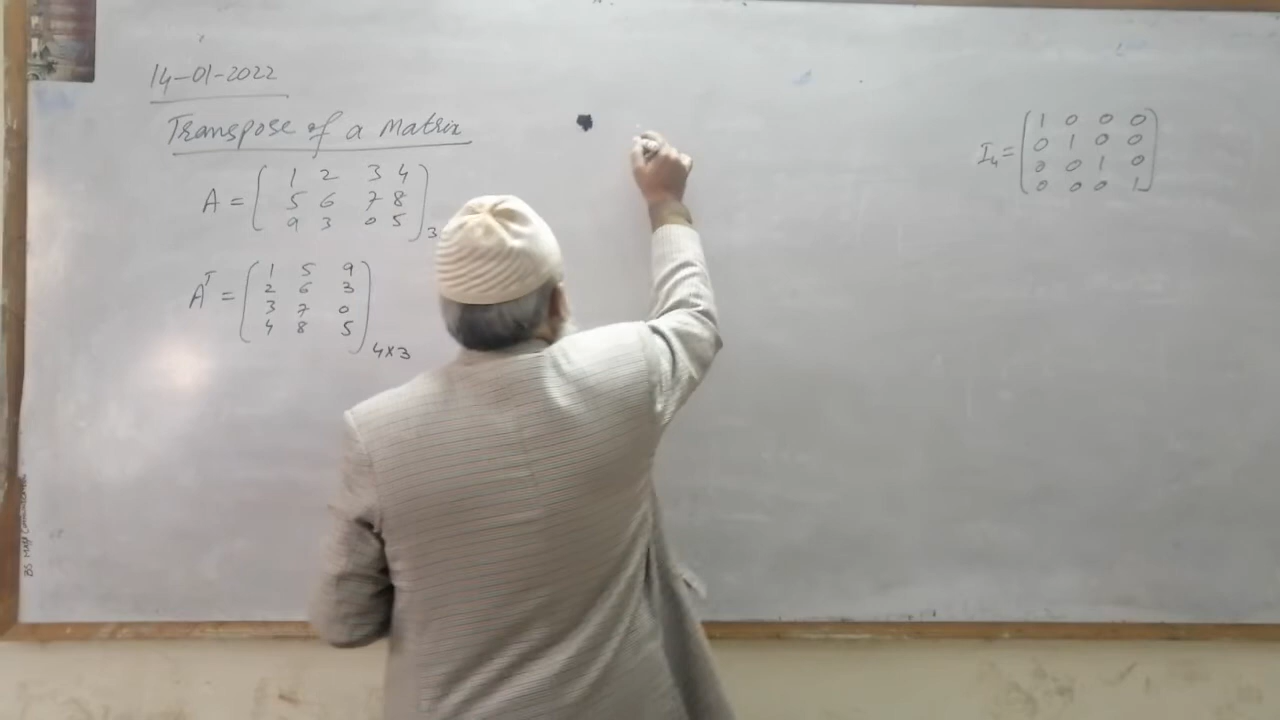 14-01-2022
Transpose of a Matrix
A = ( 1 2 3 4
5 6 7 8
9 3 0 5 ) 3
Aᵀ = ( 1 5 9
2 6 3
3 7 0
4 8 5 ) 4×3
I₄ = ( 1 0 0 0
0 1 0 0
0 0 1 0
0 0 0 1 )